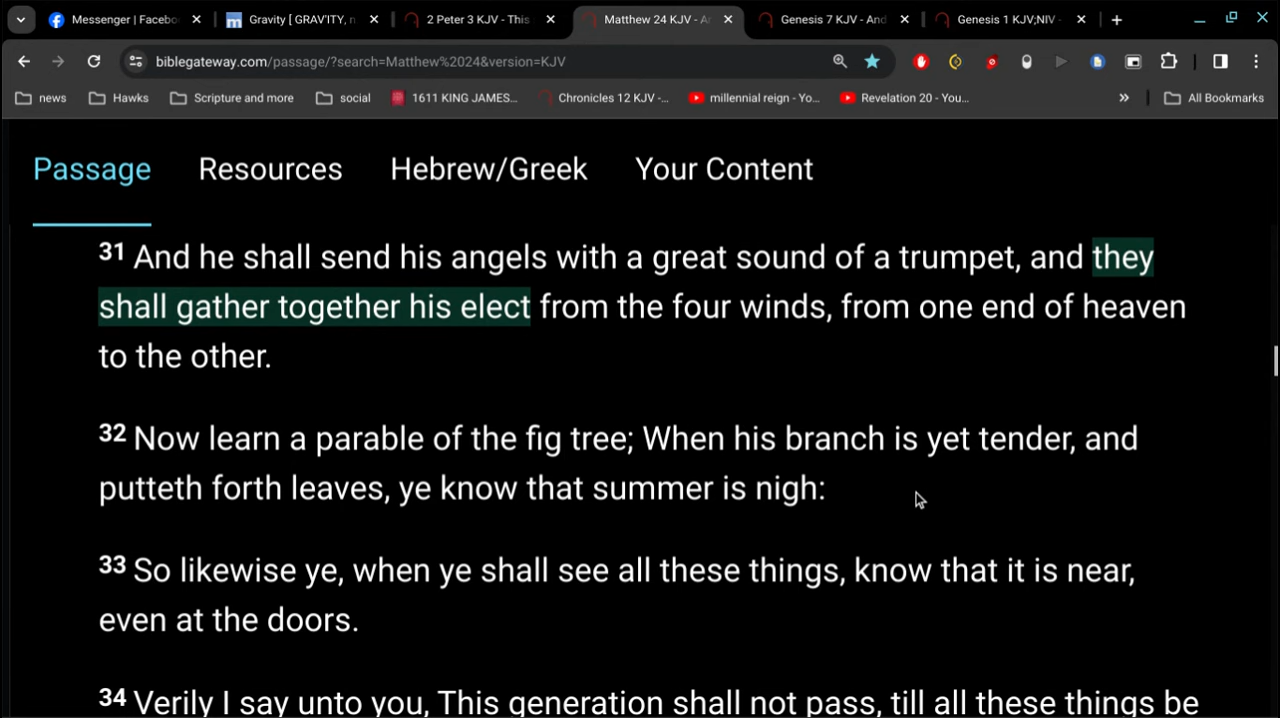 Messenger | Facebo
Gravity [ GRAV'ITY, n
2 Peter 3 KJV - This
Matthew 24 KJV - A
Genesis 7 KJV - And
Genesis 1 KJV;NIV -
biblegateway.com/passage/?search=Matthew%2024&version=KJV
news
Hawks
Scripture and more
social
1611 KING JAMES...
Chronicles 12 KJV -...
millennial reign - Yo...
Revelation 20 - You...
»
All Bookmarks
Passage
Resources
Hebrew/Greek
Your Content
31 And he shall send his angels with a great sound of a trumpet, and they
shall gather together his elect from the four winds, from one end of heaven
to the other.
32 Now learn a parable of the fig tree; When his branch is yet tender, and
putteth forth leaves, ye know that summer is nigh:
33 So likewise ye, when ye shall see all these things, know that it is near,
even at the doors.
34 Verily I say unto you, This generation shall not pass, till all these things be